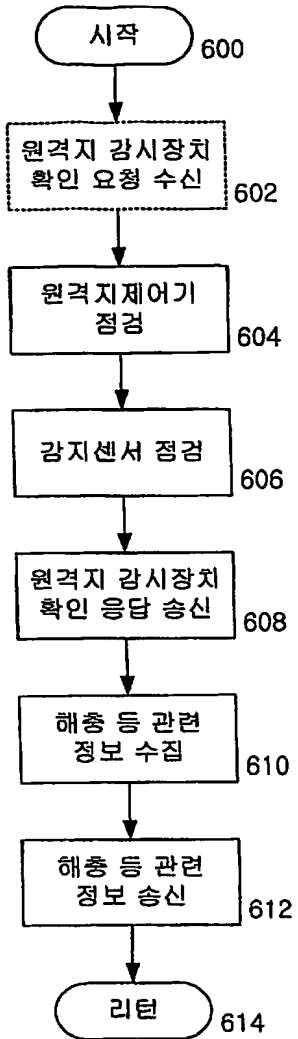 시작
600
원격지 감시장치
확인 요청 수신
602
원격지제어기
점검
604
감지센서 점검
606
원격지 감시장치
확인 응답 송신
608
해충 등 관련
정보 수집
610
해충 등 관련
정보 송신
612
리턴
614